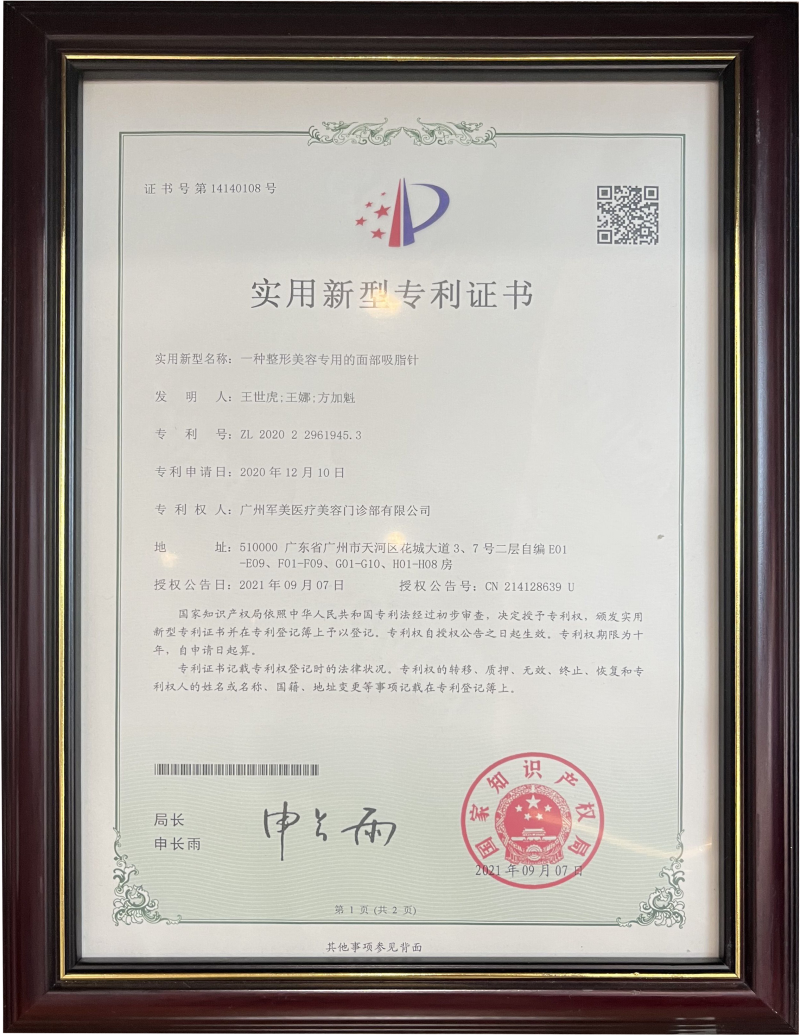 证书号第14140108号
实用新型专利证书
实用新型名称：一种整形美容专用的面部吸脂针
发明人：王世虎;王娜;方加魁
专利号：ZL 2020 2 2961945.3
专利申请日：2020年12月10日
专利权人：广州军美医疗美容门诊部有限公司
地址：510000 广东省广州市天河区花城大道3、7号二层自编E01
-E09、F01-F09、G01-G10、H01-H08房
授权公告日：2021年09月07日 授权公告号：CN 214128639 U
国家知识产权局依照中华人民共和国专利法经过初步审查，决定授予专利权，颁发实用
新型专利证书并在专利登记簿上予以登记。专利权自授权公告之日起生效。专利权期限为十
年，自申请日起算。
专利证书记载专利权登记时的法律状况。专利权的转移、质押、无效、终止、恢复和专
利权人的姓名或名称、国籍、地址变更等事项记载在专利登记簿上。
局长
申长雨
申长雨
国家知识产权局
2021年09月07日
第1页(共2页)
其他事项参见背面